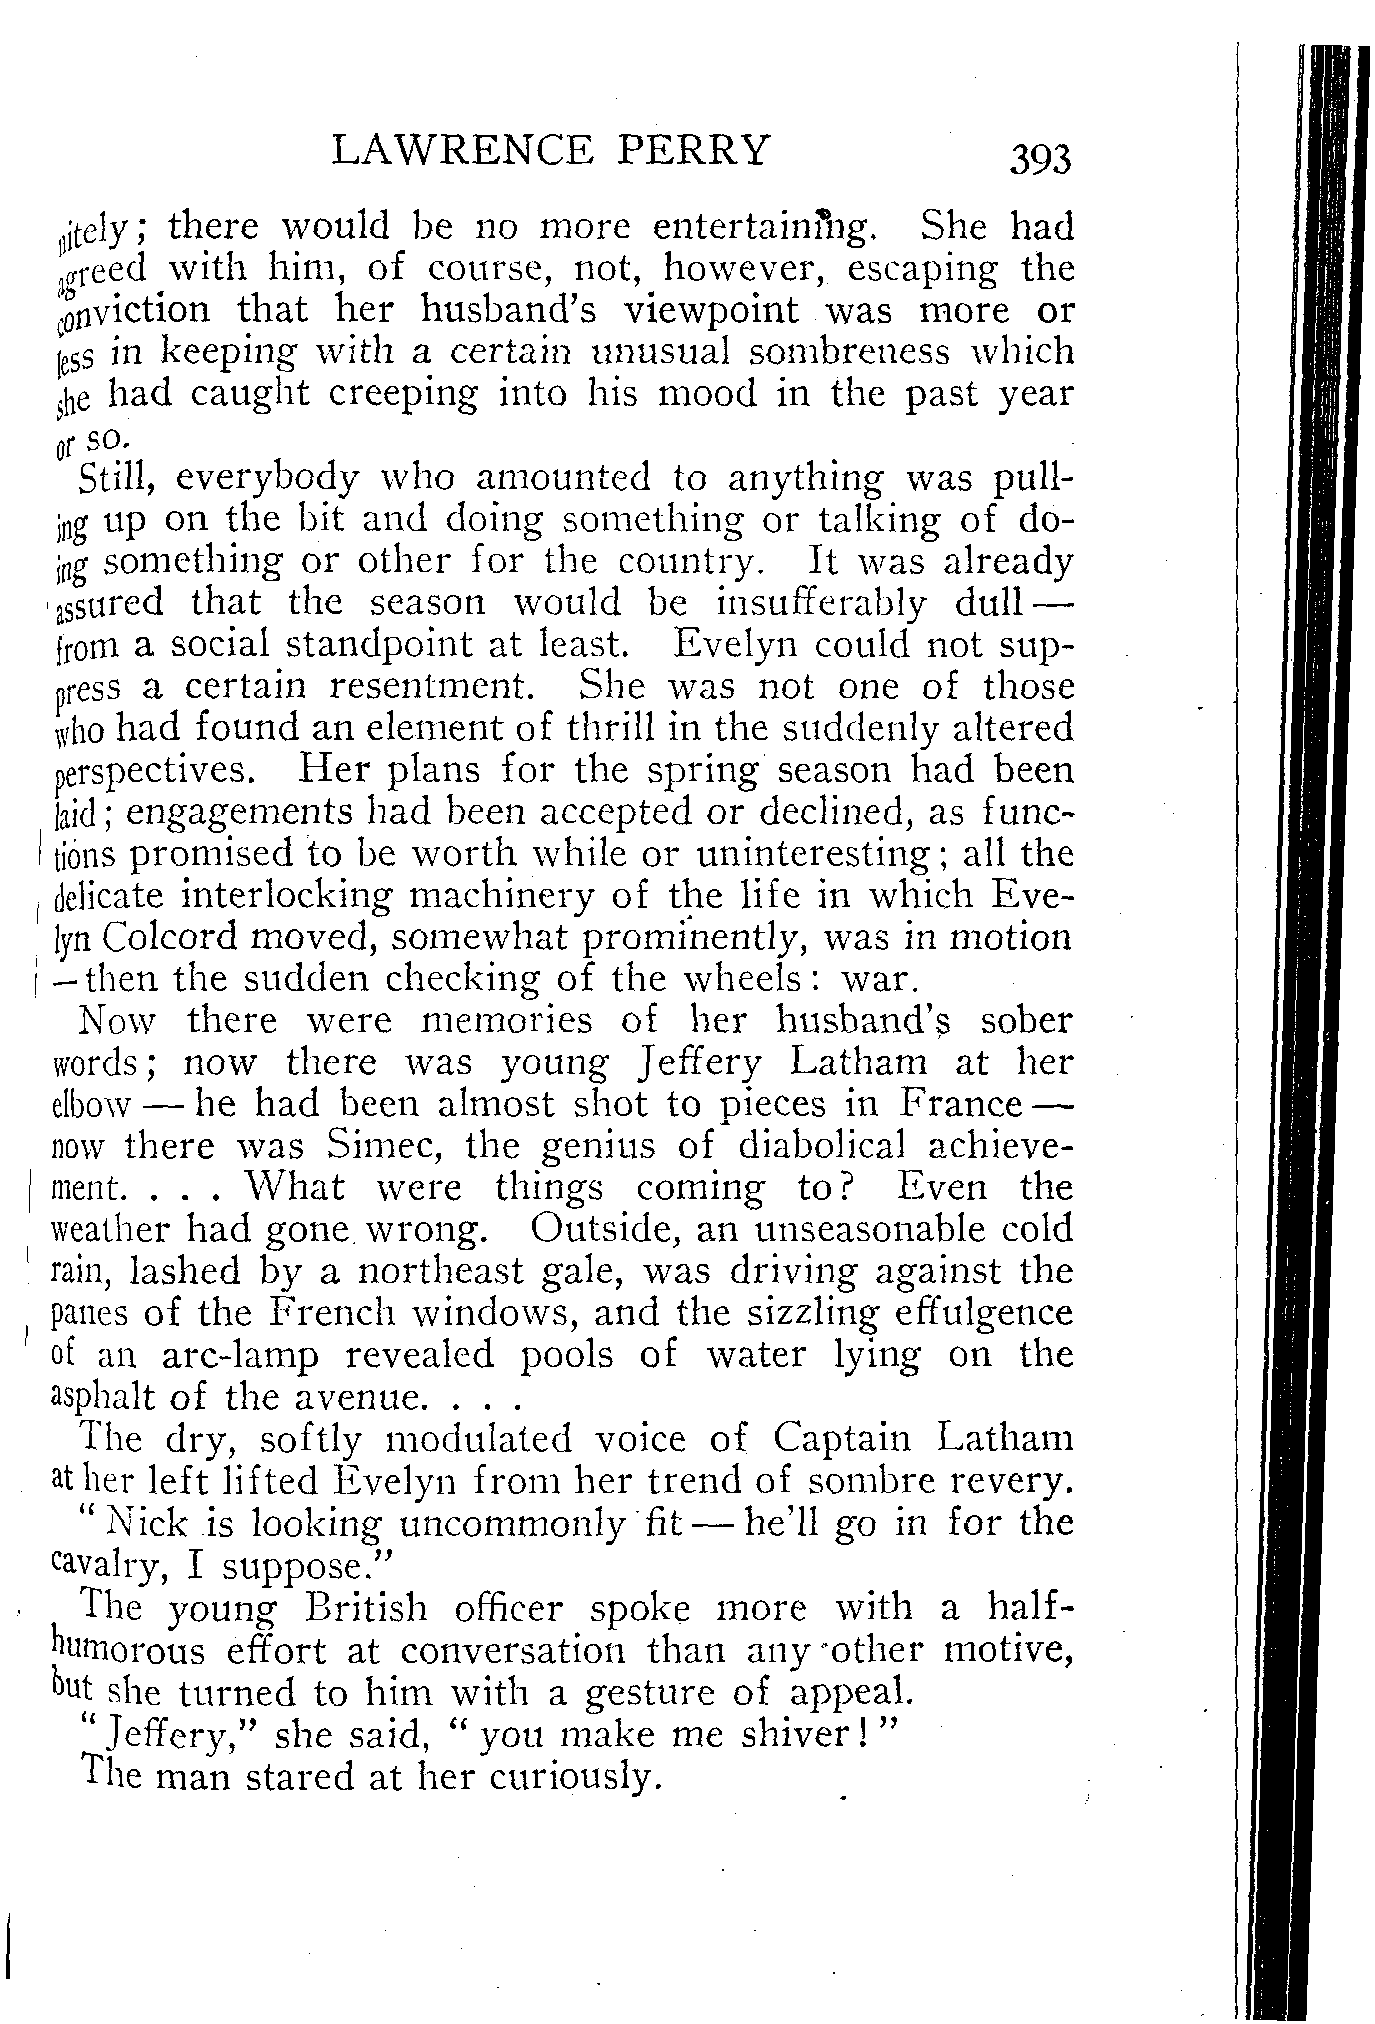 LAWRENCE PERRY 393
nitely; there would be no more entertaining. She had
agreed with him, of course, not, however, escaping the
conviction that her husband's viewpoint was more or
less in keeping with a certain unusual sombreness which
she had caught creeping into his mood in the past year
or so.
Still, everybody who amounted to anything was pull-
ing up on the bit and doing something or talking of do-
ing something or other for the country. It was already
assured that the season would be insufferably dull —
from a social standpoint at least. Evelyn could not sup-
press a certain resentment. She was not one of those
who had found an element of thrill in the suddenly altered
perspectives. Her plans for the spring season had been
laid; engagements had been accepted or declined, as func-
tions promised to be worth while or uninteresting; all the
delicate interlocking machinery of the life in which Eve-
lyn Colcord moved, somewhat prominently, was in motion
— then the sudden checking of the wheels: war.
Now there were memories of her husband's sober
words; now there was young Jeffery Latham at her
elbow — he had been almost shot to pieces in France —
now there was Simec, the genius of diabolical achieve-
ment. . . . What were things coming to? Even the
weather had gone wrong. Outside, an unseasonable cold
rain, lashed by a northeast gale, was driving against the
panes of the French windows, and the sizzling effulgence
of an arc-lamp revealed pools of water lying on the
asphalt of the avenue. . . .
The dry, softly modulated voice of Captain Latham
at her left lifted Evelyn from her trend of sombre revery.
"Nick is looking uncommonly fit — he'll go in for the
cavalry, I suppose."
The young British officer spoke more with a half-
humorous effort at conversation than any other motive,
but she turned to him with a gesture of appeal.
"Jeffery," she said, "you make me shiver!"
The man stared at her curiously.